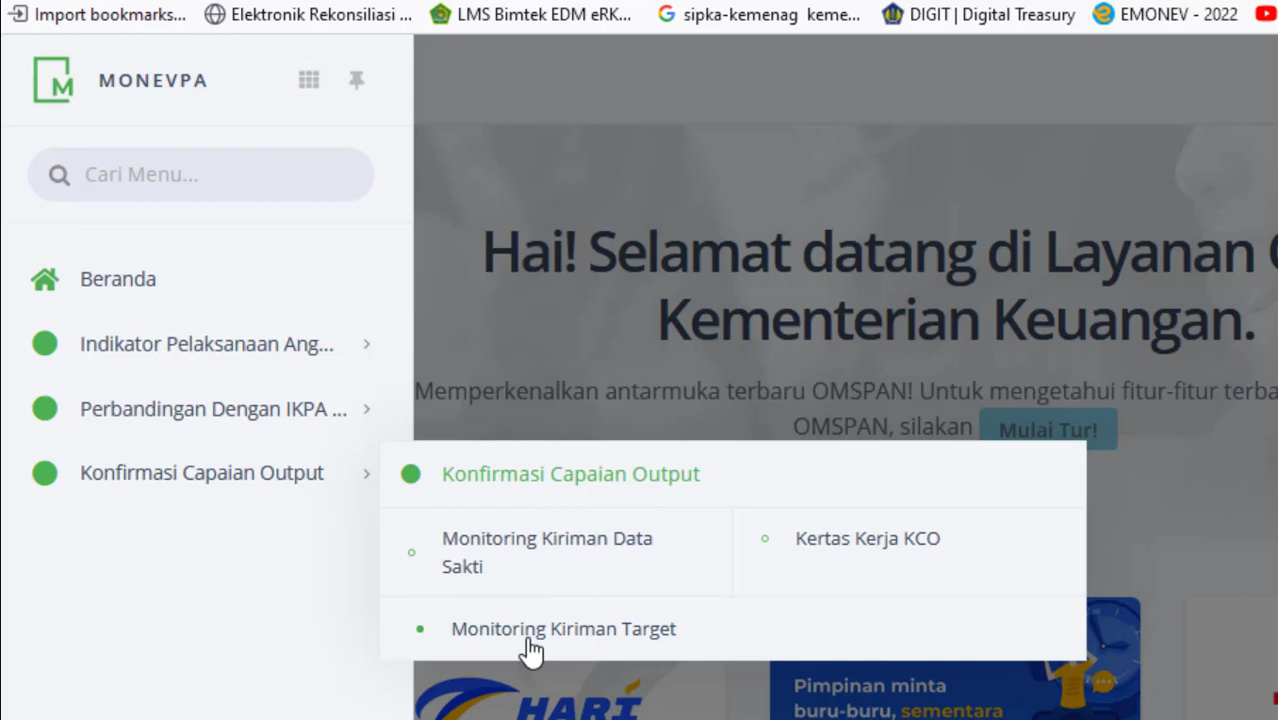 Import bookmarks... Elektronik Rekonsiliasi ... LMS Bimtek EDM eRK... sipka-kemenag keme... DIGIT | Digital Treasury EMONEV - 2022
MONEVPA
Cari Menu...
Beranda
Indikator Pelaksanaan Ang...
Perbandingan Dengan IKPA ...
Konfirmasi Capaian Output
Hai! Selamat datang di Layanan
Kementerian Keuangan.
Memperkenalkan antarmuka terbaru OMSPAN! Untuk mengetahui fitur-fitur
OMSPAN, silakan Mulai Tur!
Konfirmasi Capaian Output
Monitoring Kiriman Data
Sakti
Kertas Kerja KCO
Monitoring Kiriman Target
HARI
Pimpinan minta
buru-buru, sementara